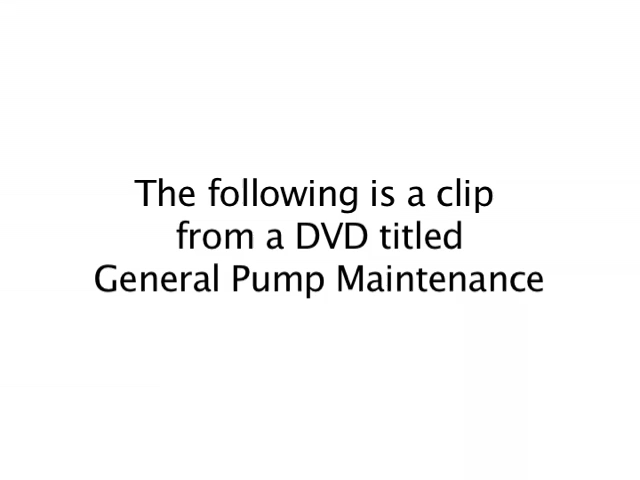 The following is a clip
from a DVD titled
General Pump Maintenance